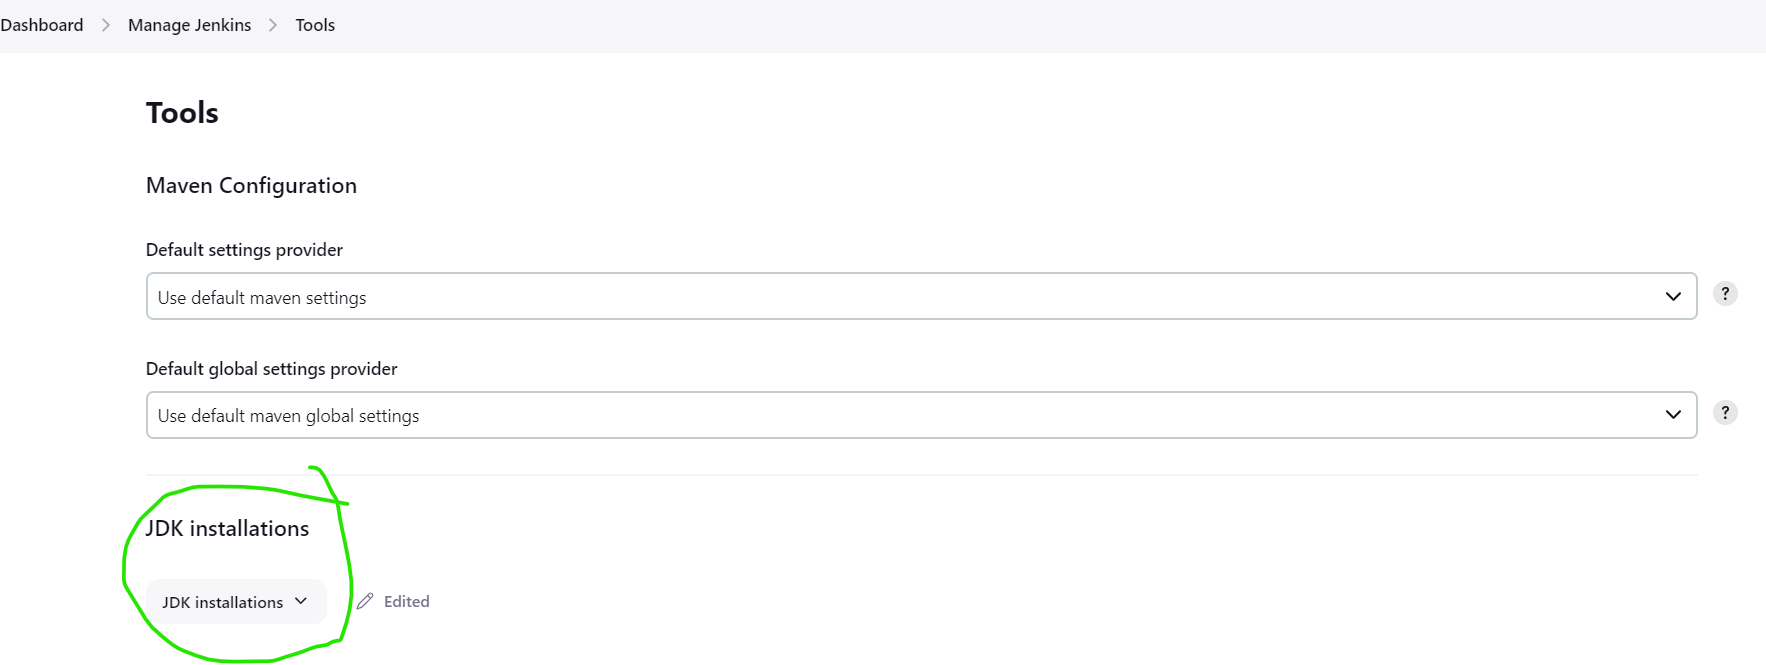 Dashboard > Manage Jenkins > Tools
Tools
Maven Configuration
Default settings provider
Use default maven settings
?
Default global settings provider
Use default maven global settings
?
JDK installations
JDK installations Edited